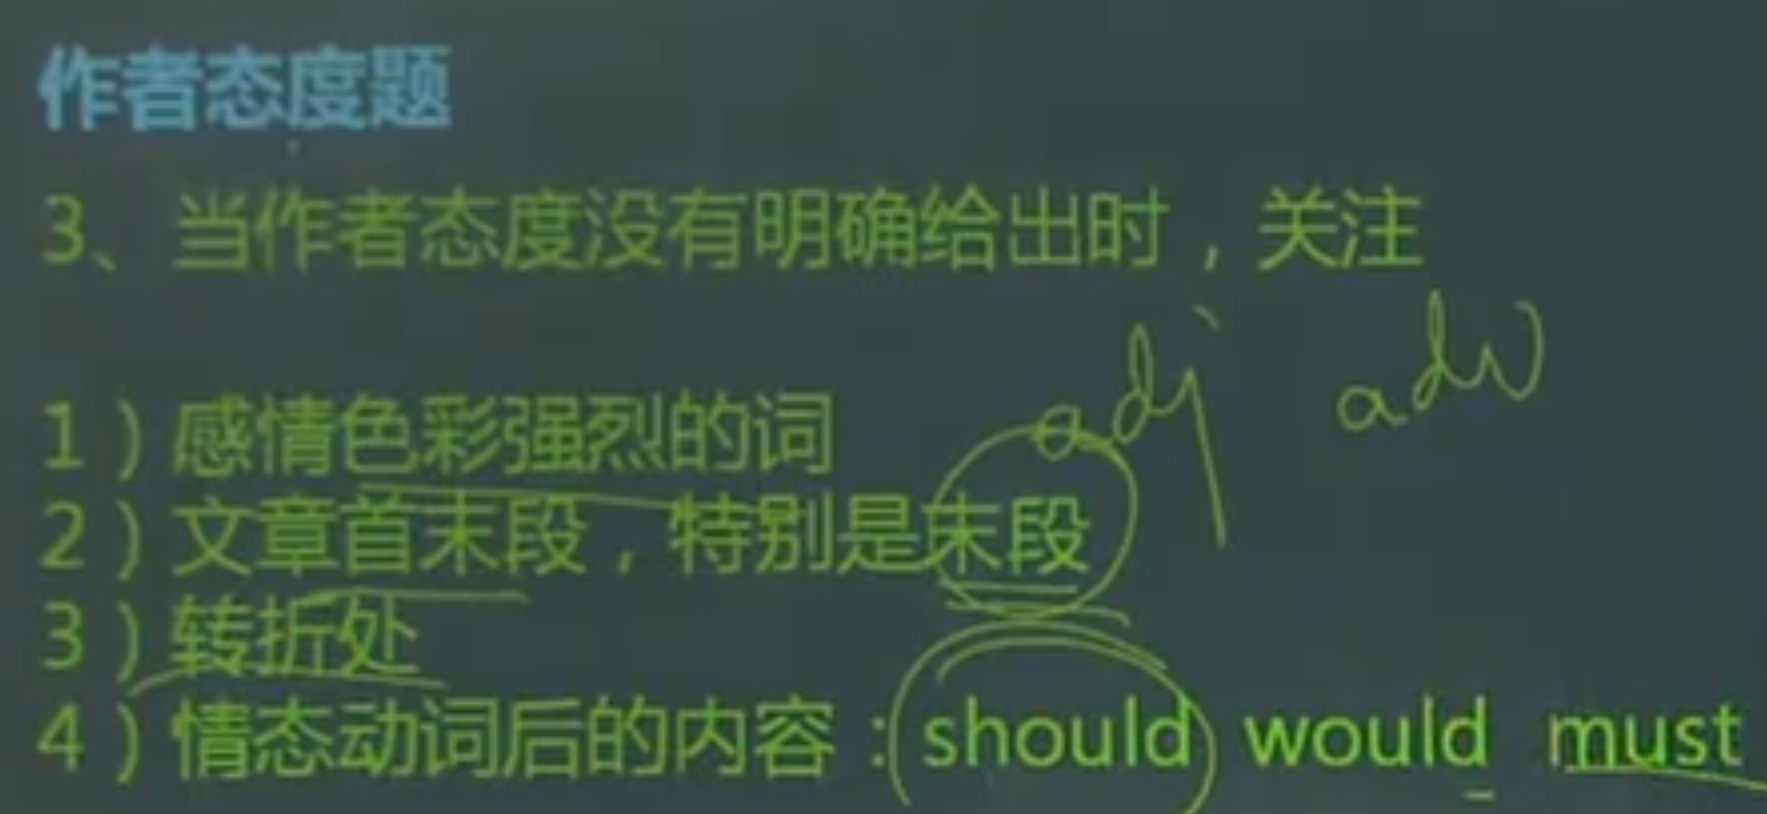 作者态度题
3、当作者态度没有明确给出时，关注
adj adv
1）感情色彩强烈的词
2）文章首末段，特别是末段
3）转折处
4）情态动词后的内容：should would must